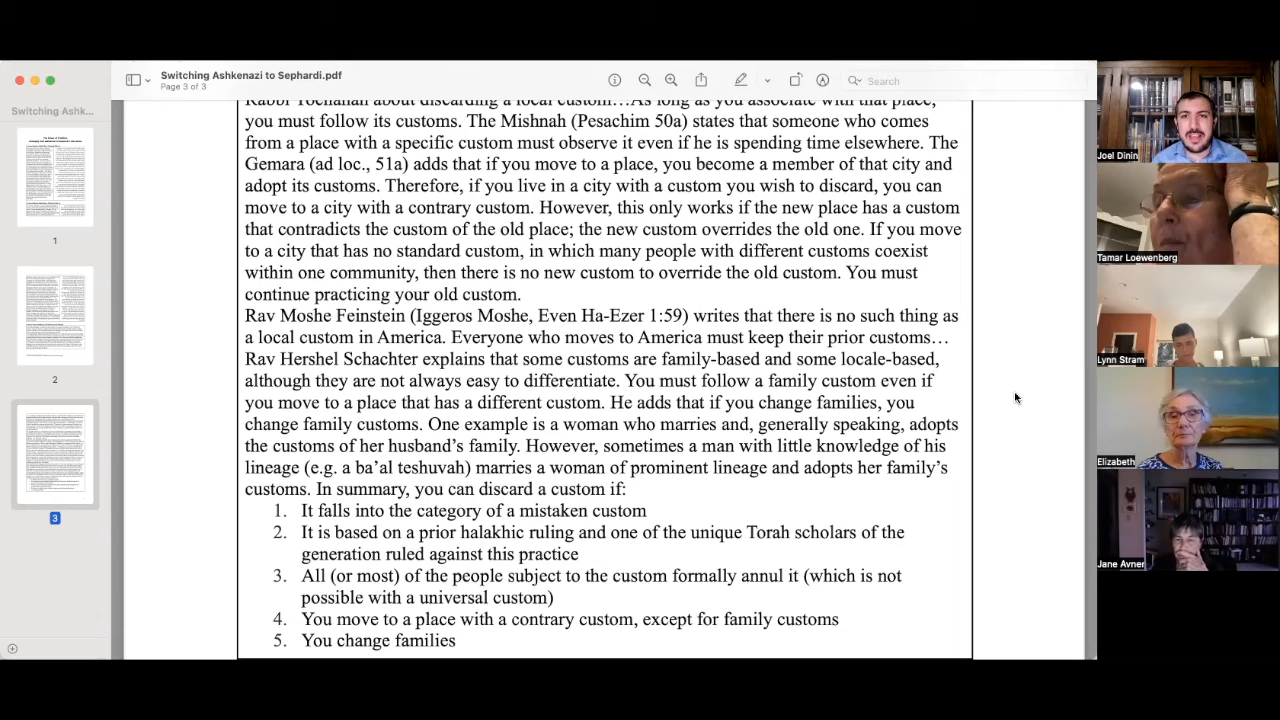 Switching Ashkenazi to Sephardi.pdf
Page 3 of 3
Search
Switching Ashk...
1
2
3
Rabbi Yochanan about discarding a local custom…As long as you associate with that place,
you must follow its customs. The Mishnah (Pesachim 50a) states that someone who comes
from a place with a specific custom must observe it even if he is spending time elsewhere. The
Gemara (ad loc., 51a) adds that if you move to a place, you become a member of that city and
adopt its customs. Therefore, if you live in a city with a custom you wish to discard, you can
move to a city with a contrary custom. However, this only works if the new place has a custom
that contradicts the custom of the old place; the new custom overrides the old one. If you move
to a city that has no standard custom, in which many people with different customs coexist
within one community, then there is no new custom to override the old custom. You must
continue practicing your old custom.
Rav Moshe Feinstein (Iggeros Moshe, Even Ha-Ezer 1:59) writes that there is no such thing as
a local custom in America. Everyone who moves to America must keep their prior customs…
Rav Hershel Schachter explains that some customs are family-based and some locale-based,
although they are not always easy to differentiate. You must follow a family custom even if
you move to a place that has a different custom. He adds that if you change families, you
change family customs. One example is a woman who marries and, generally speaking, adopts
the customs of her husband's family. However, sometimes a man with little knowledge of his
lineage (e.g. a ba'al teshuvah) marries a woman of prominent lineage and adopts her family's
customs. In summary, you can discard a custom if:
1. It falls into the category of a mistaken custom
2. It is based on a prior halakhic ruling and one of the unique Torah scholars of the
generation ruled against this practice
3. All (or most) of the people subject to the custom formally annul it (which is not
possible with a universal custom)
4. You move to a place with a contrary custom, except for family customs
5. You change families
Joel Dinin
Tamar Loewenberg
Lynn Stram
Elizabeth
Jane Avner